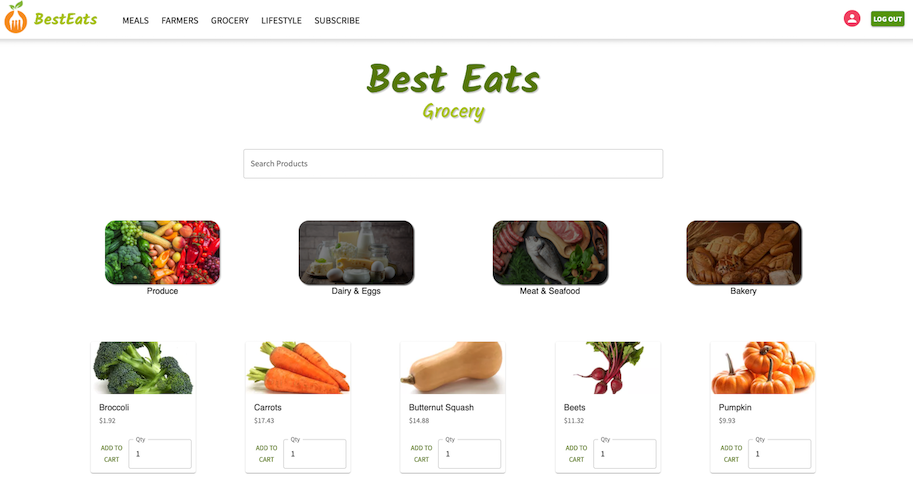 BestEats
MEALS FARMERS GROCERY LIFESTYLE SUBSCRIBE
LOG OUT
Best Eats
Grocery
Search Products
Produce
Dairy & Eggs
Meat & Seafood
Bakery
Broccoli
$1.92
ADD TO
CART
Qty
1
Carrots
$17.43
ADD TO
CART
Qty
1
Butternut Squash
$14.88
ADD TO
CART
Qty
1
Beets
$11.32
ADD TO
CART
Qty
1
Pumpkin
$9.93
ADD TO
CART
Qty
1